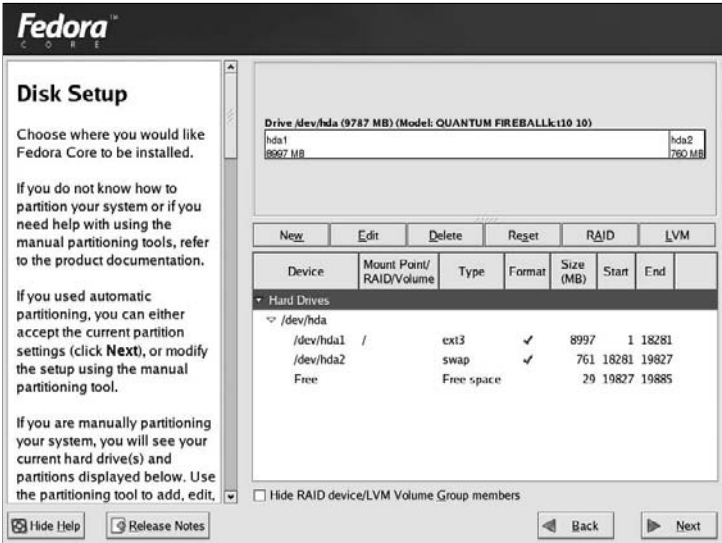 Fedora™
CORE
Disk Setup
Choose where you would like
Fedora Core to be installed.
If you do not know how to
partition your system or if you
need help with using the
manual partitioning tools, refer
to the product documentation.
If you used automatic
partitioning, you can either
accept the current partition
settings (click Next), or modify
the setup using the manual
partitioning tool.
If you are manually partitioning
your system, you will see your
current hard drive(s) and
partitions displayed below. Use
the partitioning tool to add, edit,
Drive /dev/hda (9787 MB) (Model: QUANTUM FIREBALLlct10 10)
hda1 hda2
8997 MB 760 MB
New Edit Delete Reset RAID LVM
Device Mount Point/ RAID/Volume Type Format Size (MB) Start End
Hard Drives
/dev/hda
/dev/hda1 / ext3 ✓ 8997 1 18281
/dev/hda2 swap ✓ 761 18281 19827
Free Free space 29 19827 19885
Hide RAID device/LVM Volume Group members
Hide Help Release Notes Back Next